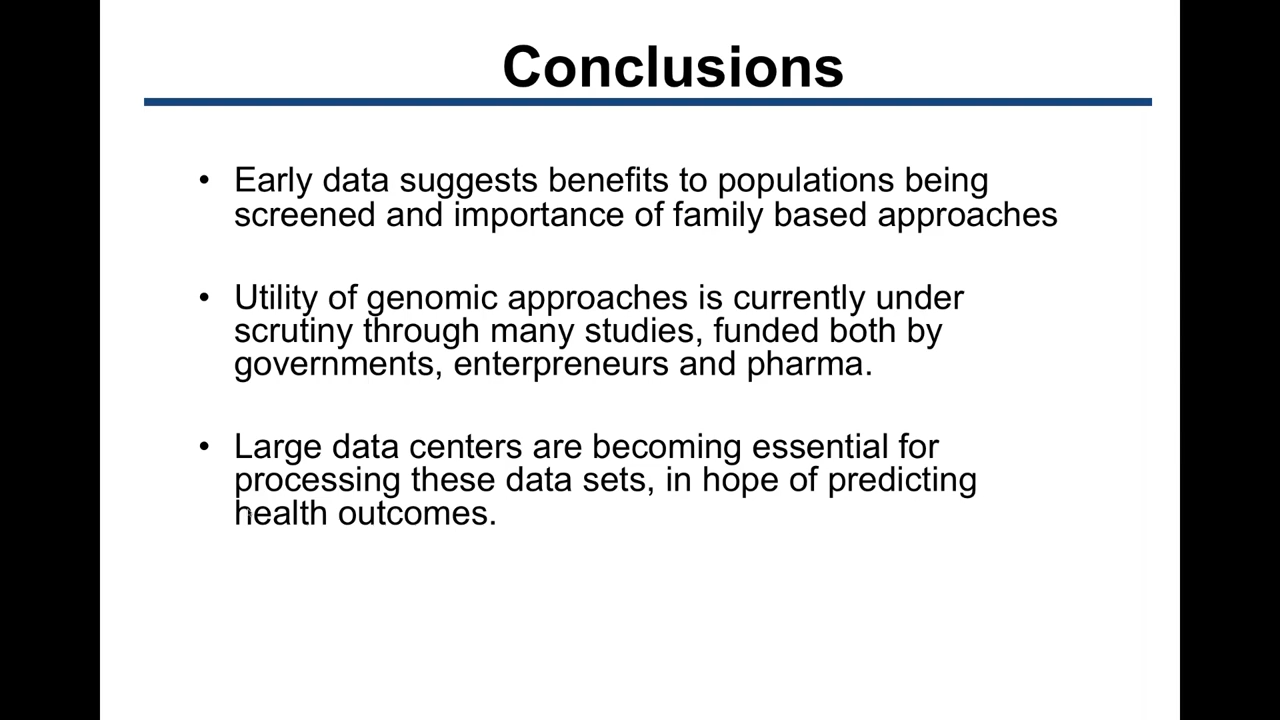 Conclusions
• Early data suggests benefits to populations being
screened and importance of family based approaches
• Utility of genomic approaches is currently under
scrutiny through many studies, funded both by
governments, enterpreneurs and pharma.
• Large data centers are becoming essential for
processing these data sets, in hope of predicting
health outcomes.